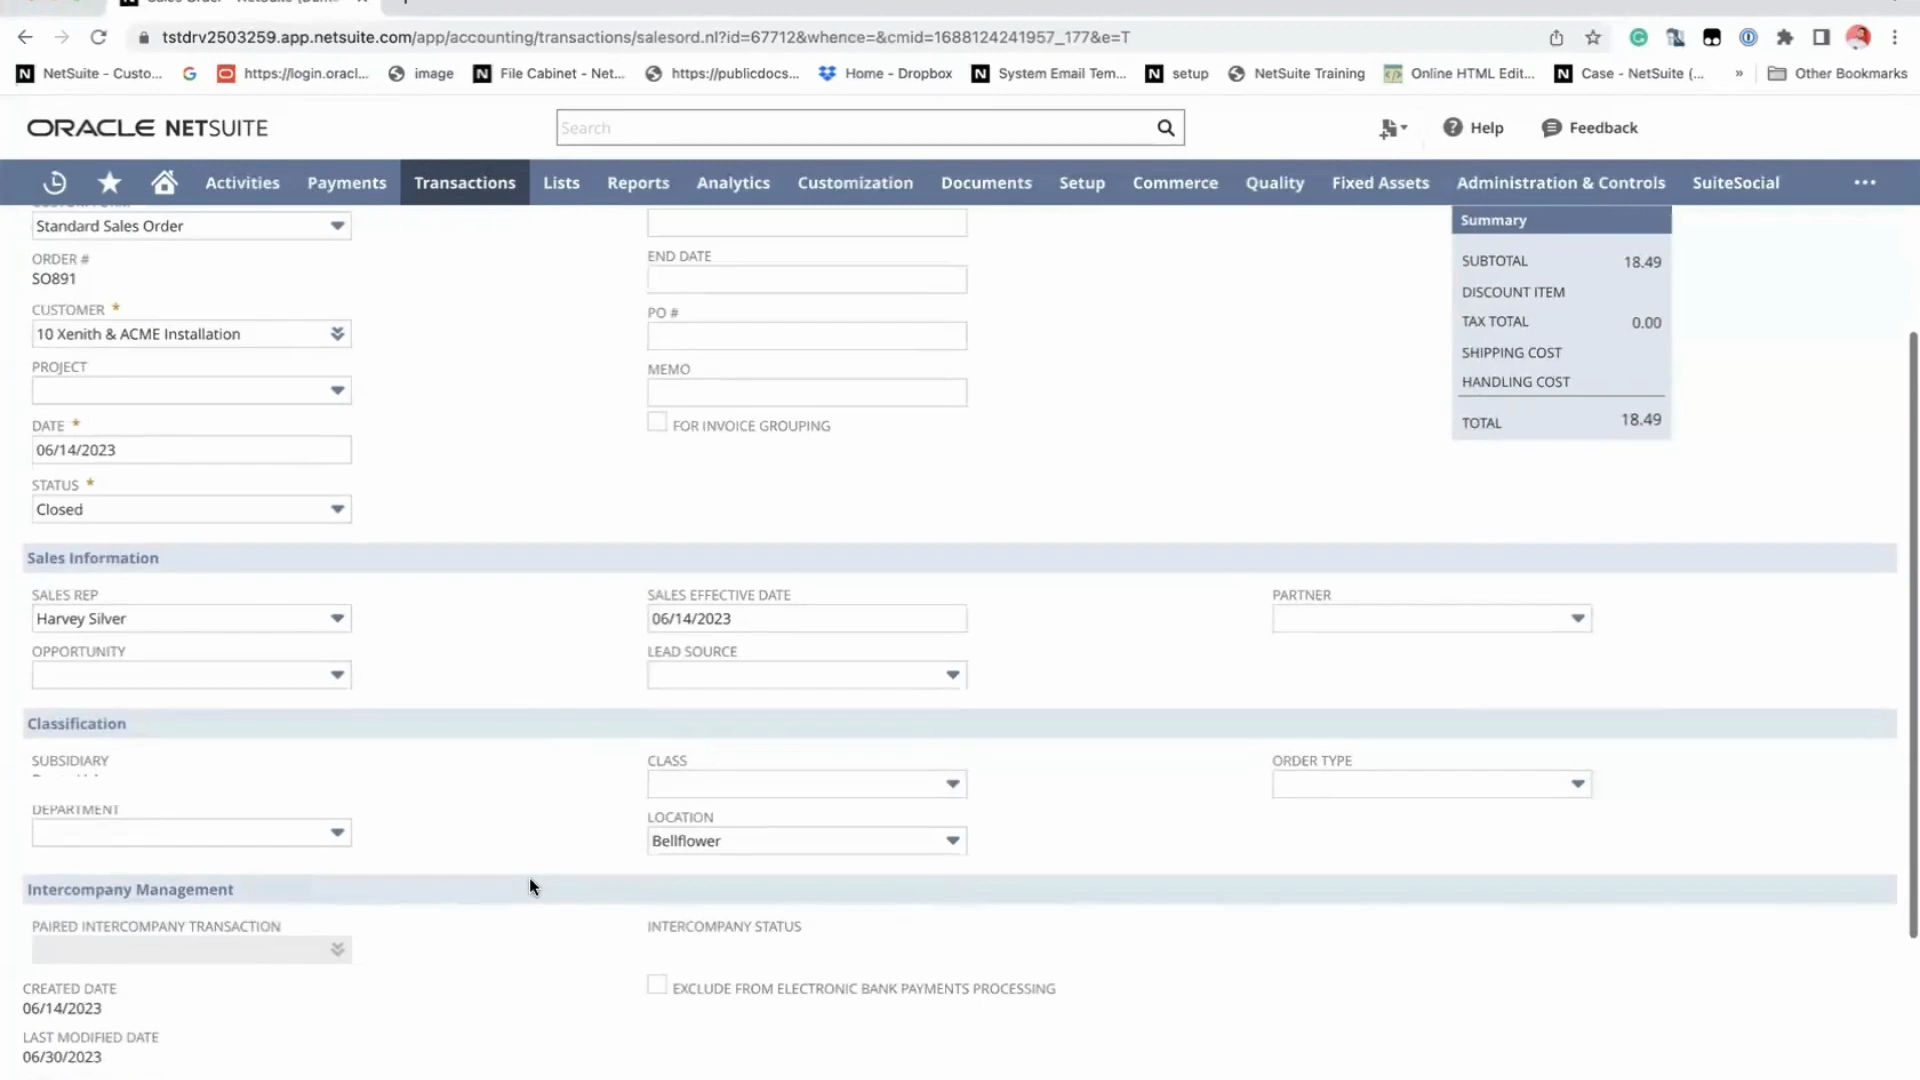 tstdrv2503259.app.netsuite.com/app/accounting/transactions/salesord.nl?id=67712&whence=&cmid=1688124241957_177&e=T
NetSuite - Custo... https://login.oracl... image File Cabinet - Net... https://publicdocs... Home - Dropbox System Email Tem... setup NetSuite Training Online HTML Edit... Case - NetSuite (... » Other Bookmarks
ORACLE NETSUITE Search Help Feedback
Activities Payments Transactions Lists Reports Analytics Customization Documents Setup Commerce Quality Fixed Assets Administration & Controls SuiteSocial
Standard Sales Order
ORDER #
SO891
CUSTOMER *
10 Xenith & ACME Installation
PROJECT
DATE *
06/14/2023
STATUS *
Closed
END DATE
PO #
MEMO
FOR INVOICE GROUPING
Summary
SUBTOTAL 18.49
DISCOUNT ITEM
TAX TOTAL 0.00
SHIPPING COST
HANDLING COST
TOTAL 18.49
Sales Information
SALES REP
Harvey Silver
OPPORTUNITY
SALES EFFECTIVE DATE
06/14/2023
LEAD SOURCE
PARTNER
Classification
SUBSIDIARY
DEPARTMENT
CLASS
LOCATION
Bellflower
ORDER TYPE
Intercompany Management
PAIRED INTERCOMPANY TRANSACTION
INTERCOMPANY STATUS
CREATED DATE
06/14/2023
EXCLUDE FROM ELECTRONIC BANK PAYMENTS PROCESSING
LAST MODIFIED DATE
06/30/2023